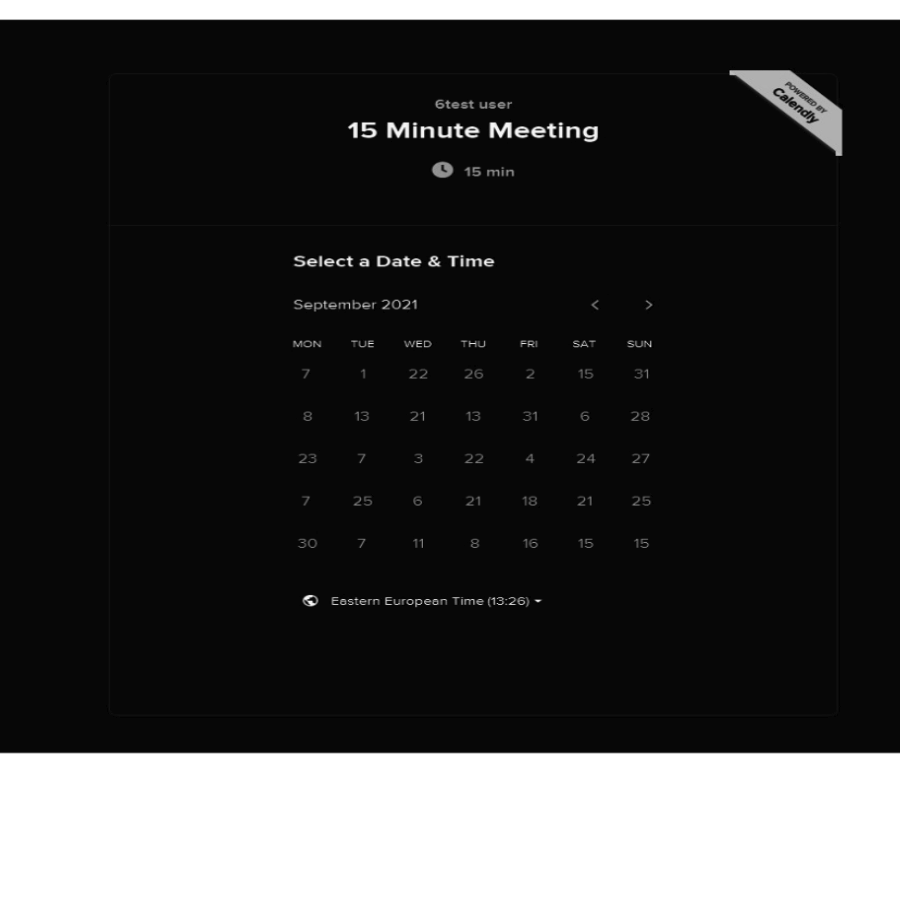 POWERED BY
Calendly
6test user
15 Minute Meeting
15 min
Select a Date & Time
September 2021 < >
MON TUE WED THU FRI SAT SUN
7 1 22 26 2 15 31
8 13 21 13 31 6 28
23 7 3 22 4 24 27
7 25 6 21 18 21 25
30 7 11 8 16 15 15
Eastern European Time (13:26)